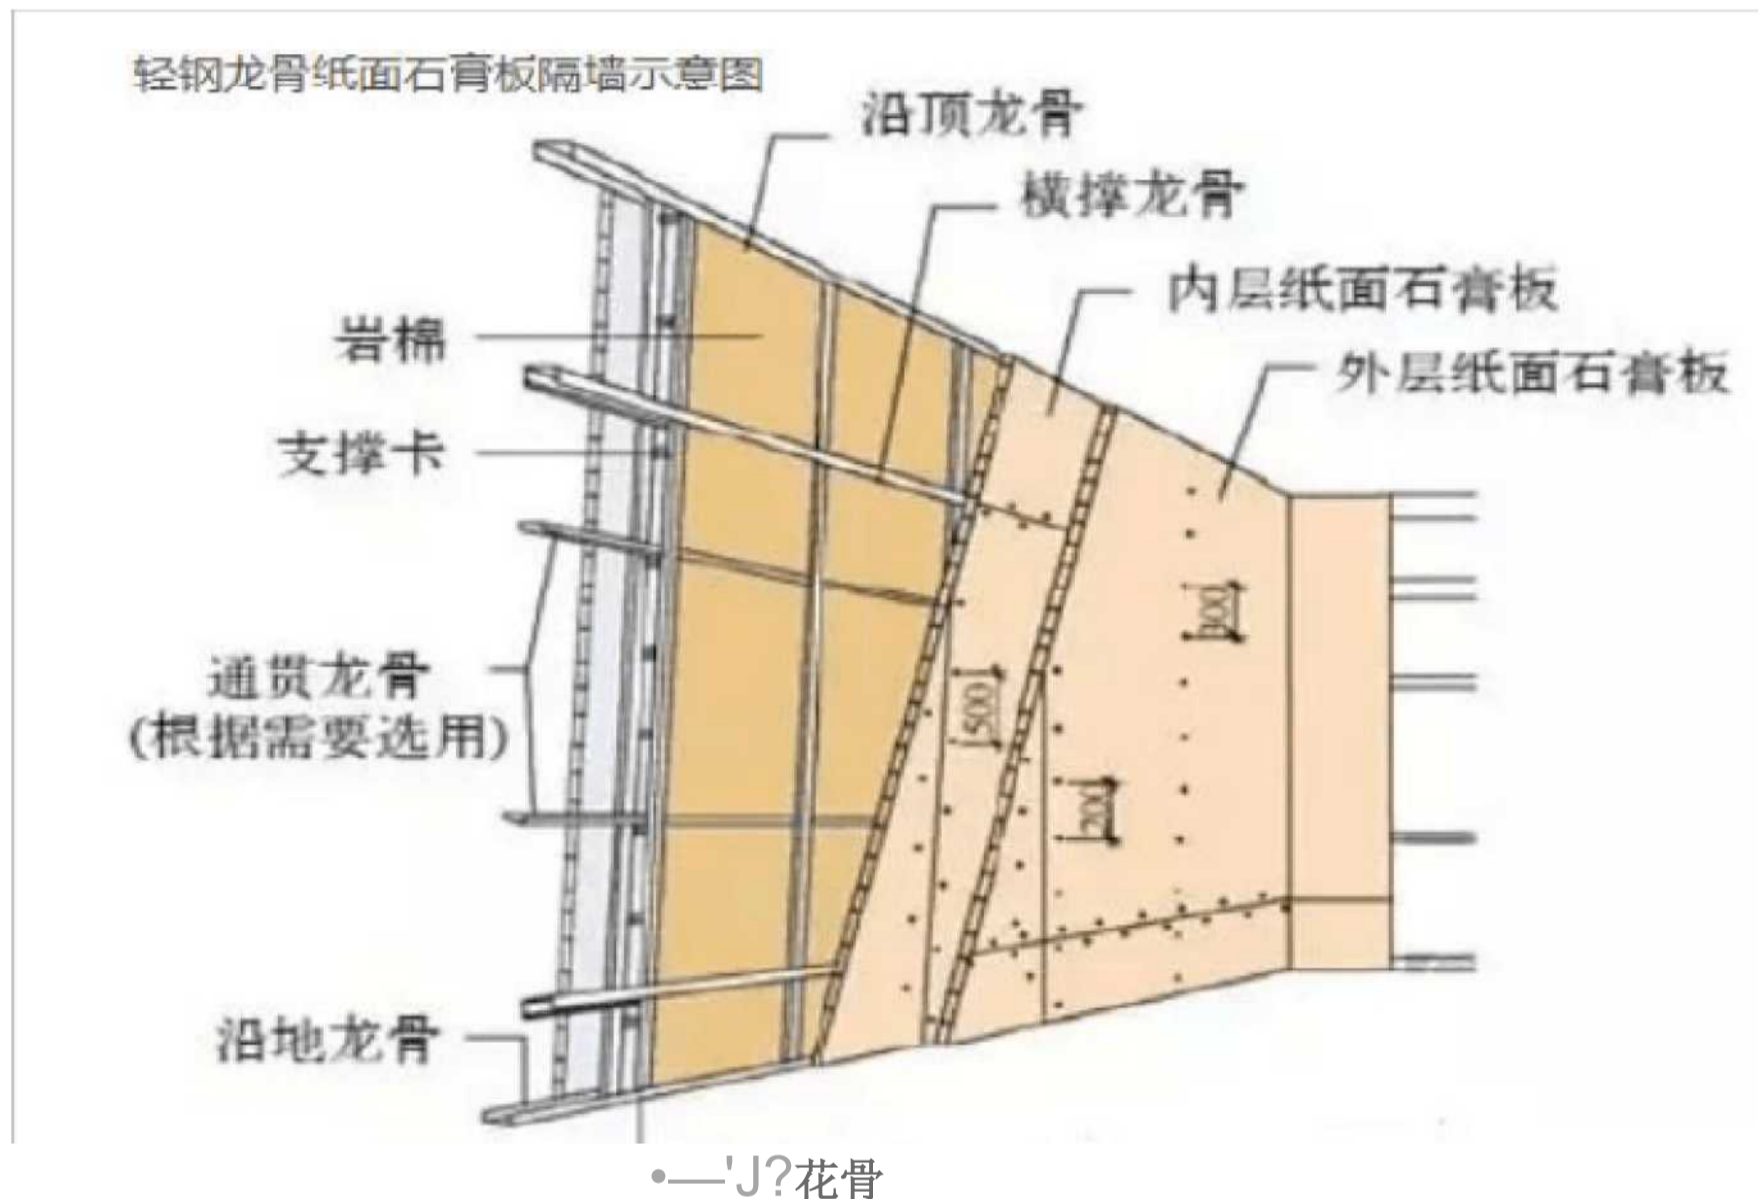 轻钢龙骨纸面石膏板隔墙示意图
沿顶龙骨
横撑龙骨
内层纸面石膏板
外层纸面石膏板
岩棉
支撑卡
通贯龙骨
(根据需要选用)
沿地龙骨
300
500
200
•—'J?花骨